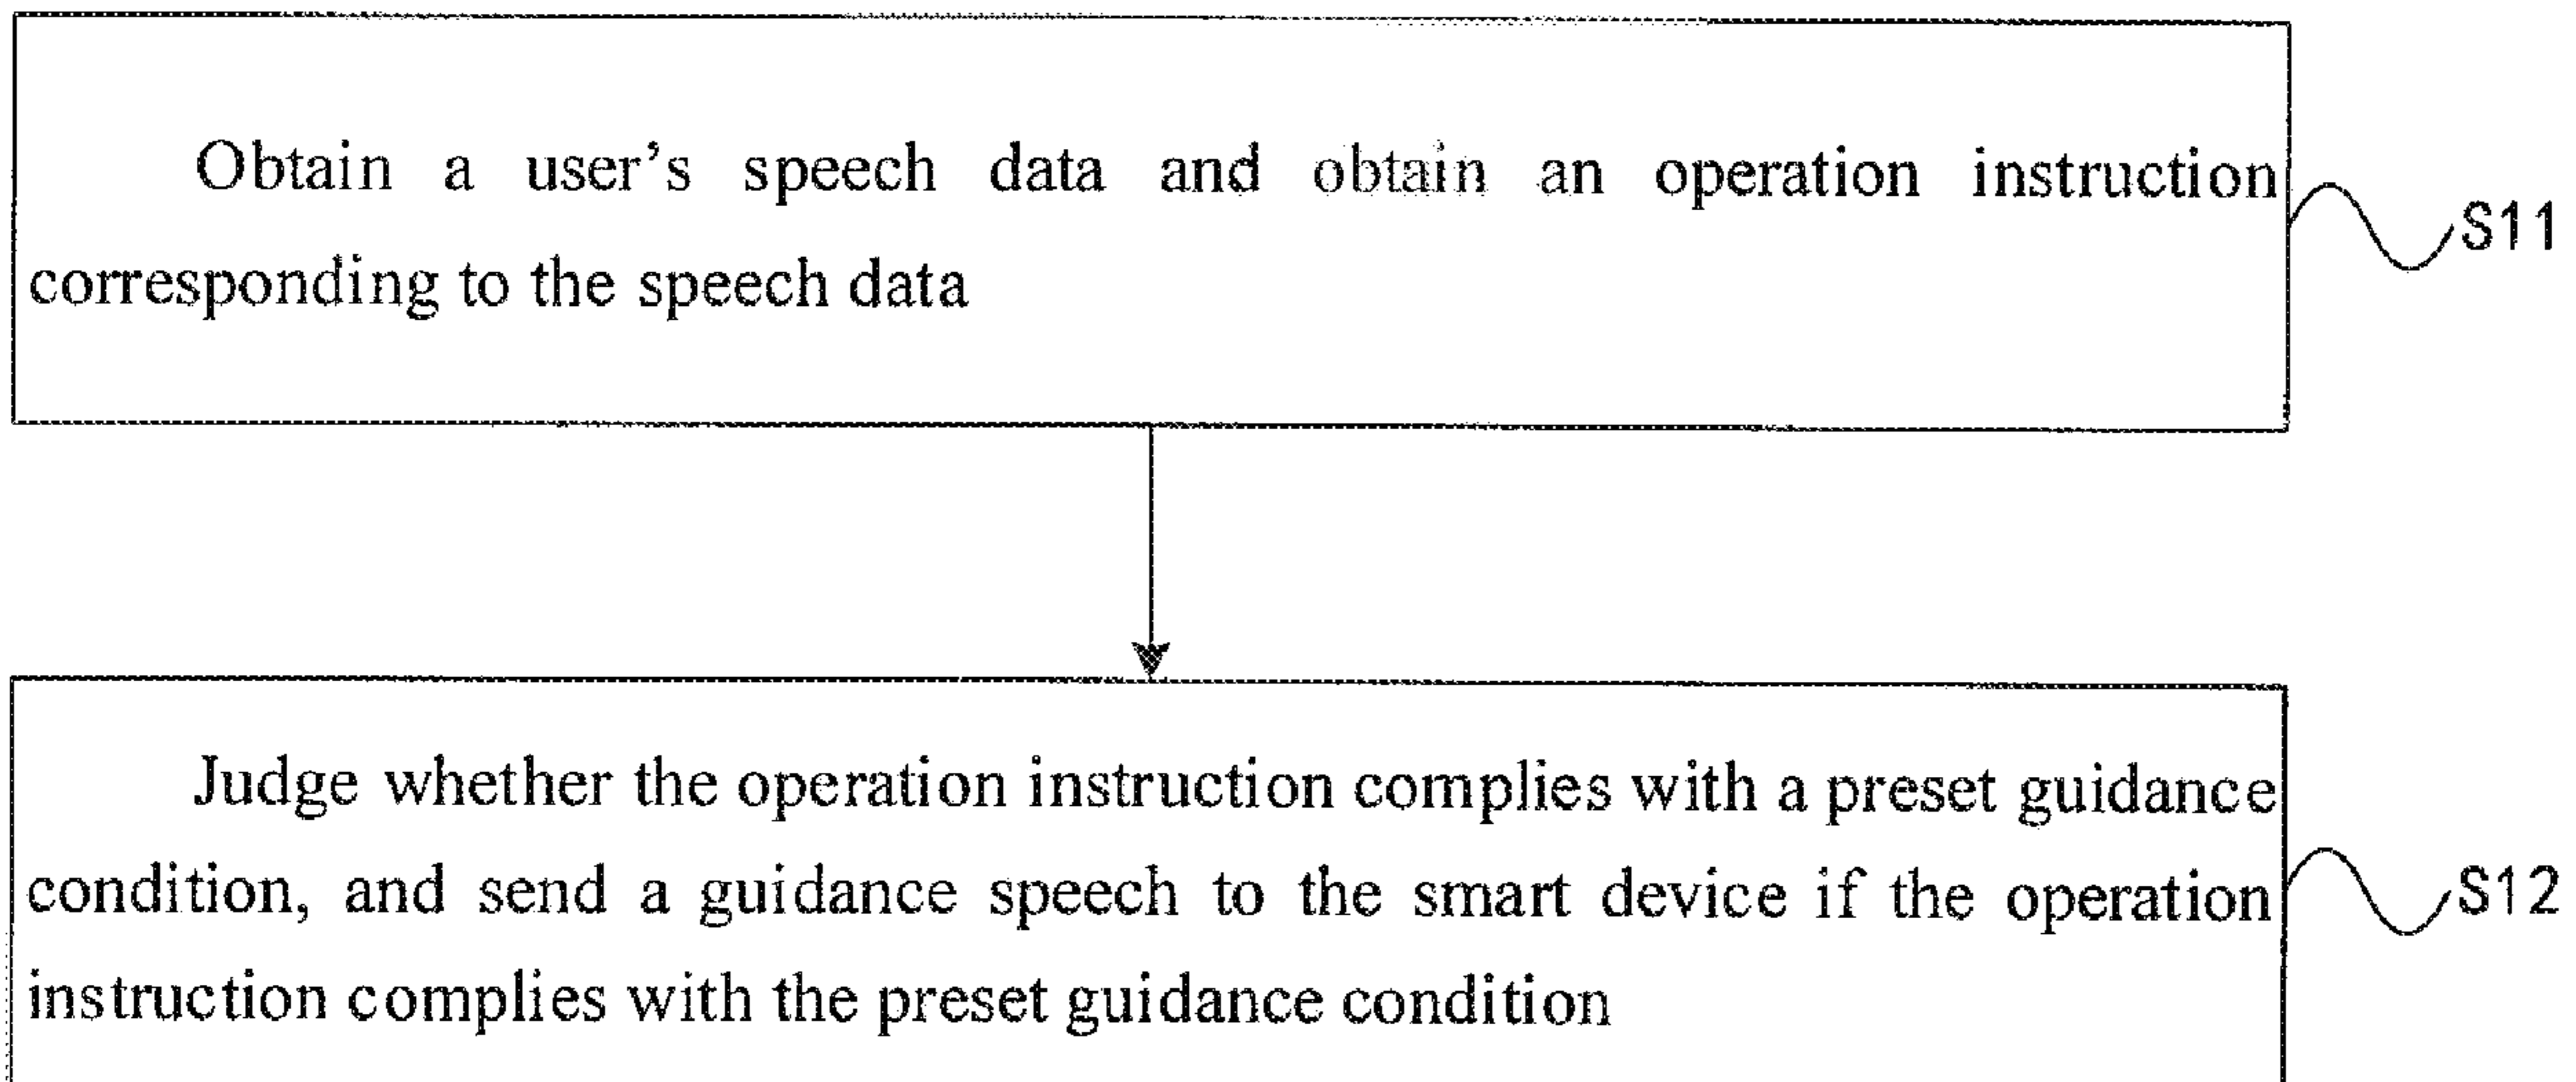 Obtain a user’s speech data and obtain an operation instruction
corresponding to the speech data
S11
Judge whether the operation instruction complies with a preset guidance
condition, and send a guidance speech to the smart device if the operation
instruction complies with the preset guidance condition
S12